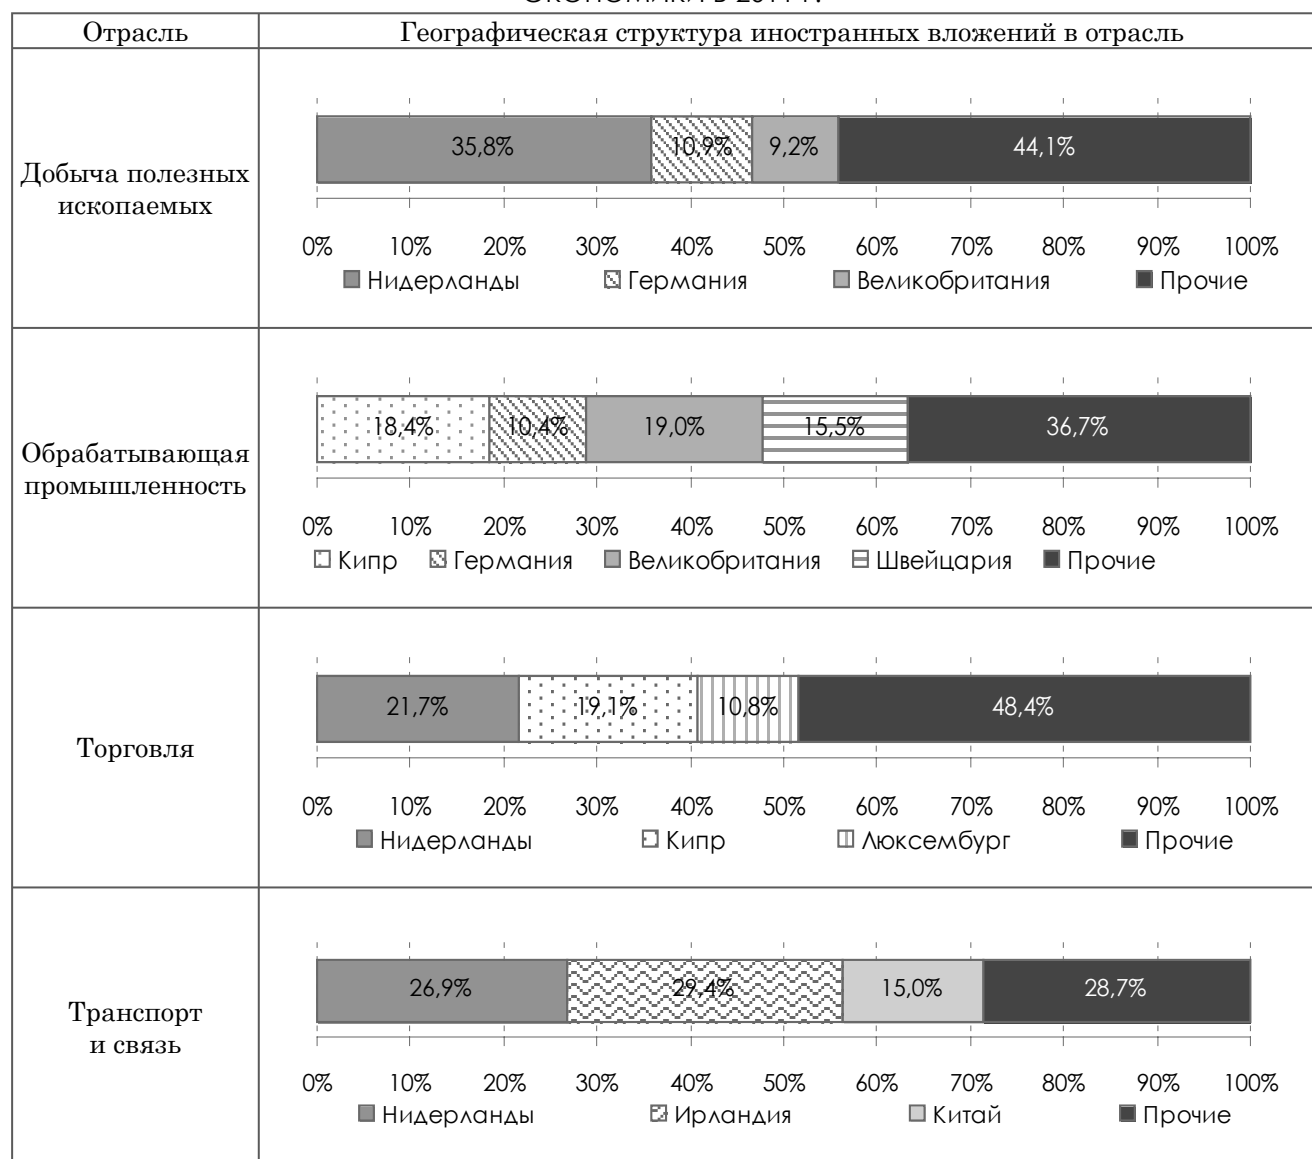 Отрасль
Географическая структура иностранных вложений в отрасль
Добыча полезных
ископаемых
35,8% 10,9% 9,2% 44,1%
0% 10% 20% 30% 40% 50% 60% 70% 80% 90% 100%
Нидерланды Германия Великобритания Прочие
Обрабатывающая
промышленность
18,4% 10,4% 19,0% 15,5% 36,7%
0% 10% 20% 30% 40% 50% 60% 70% 80% 90% 100%
Кипр Германия Великобритания Швейцария Прочие
Торговля
21,7% 19,1% 10,8% 48,4%
0% 10% 20% 30% 40% 50% 60% 70% 80% 90% 100%
Нидерланды Кипр Люксембург Прочие
Транспорт
и связь
26,9% 29,4% 15,0% 28,7%
0% 10% 20% 30% 40% 50% 60% 70% 80% 90% 100%
Нидерланды Ирландия Китай Прочие